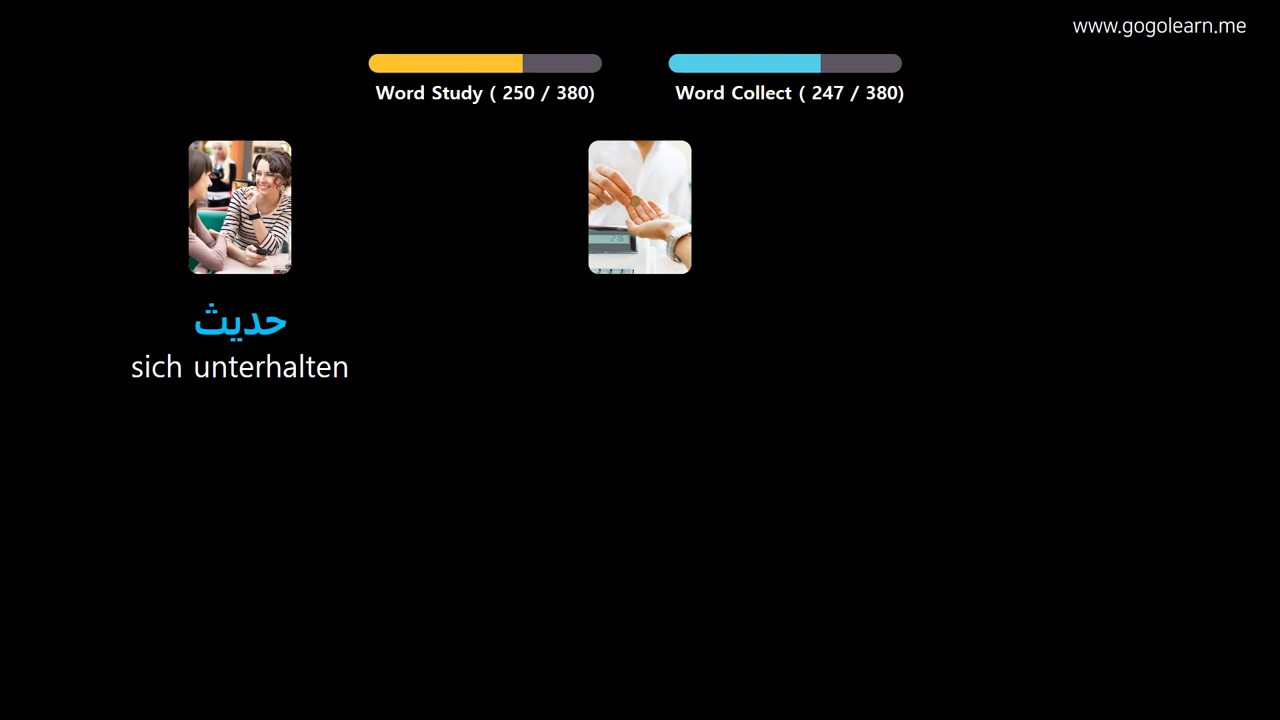 www.gogolearn.me
Word Study ( 250 / 380)
Word Collect ( 247 / 380)
حديث
sich unterhalten